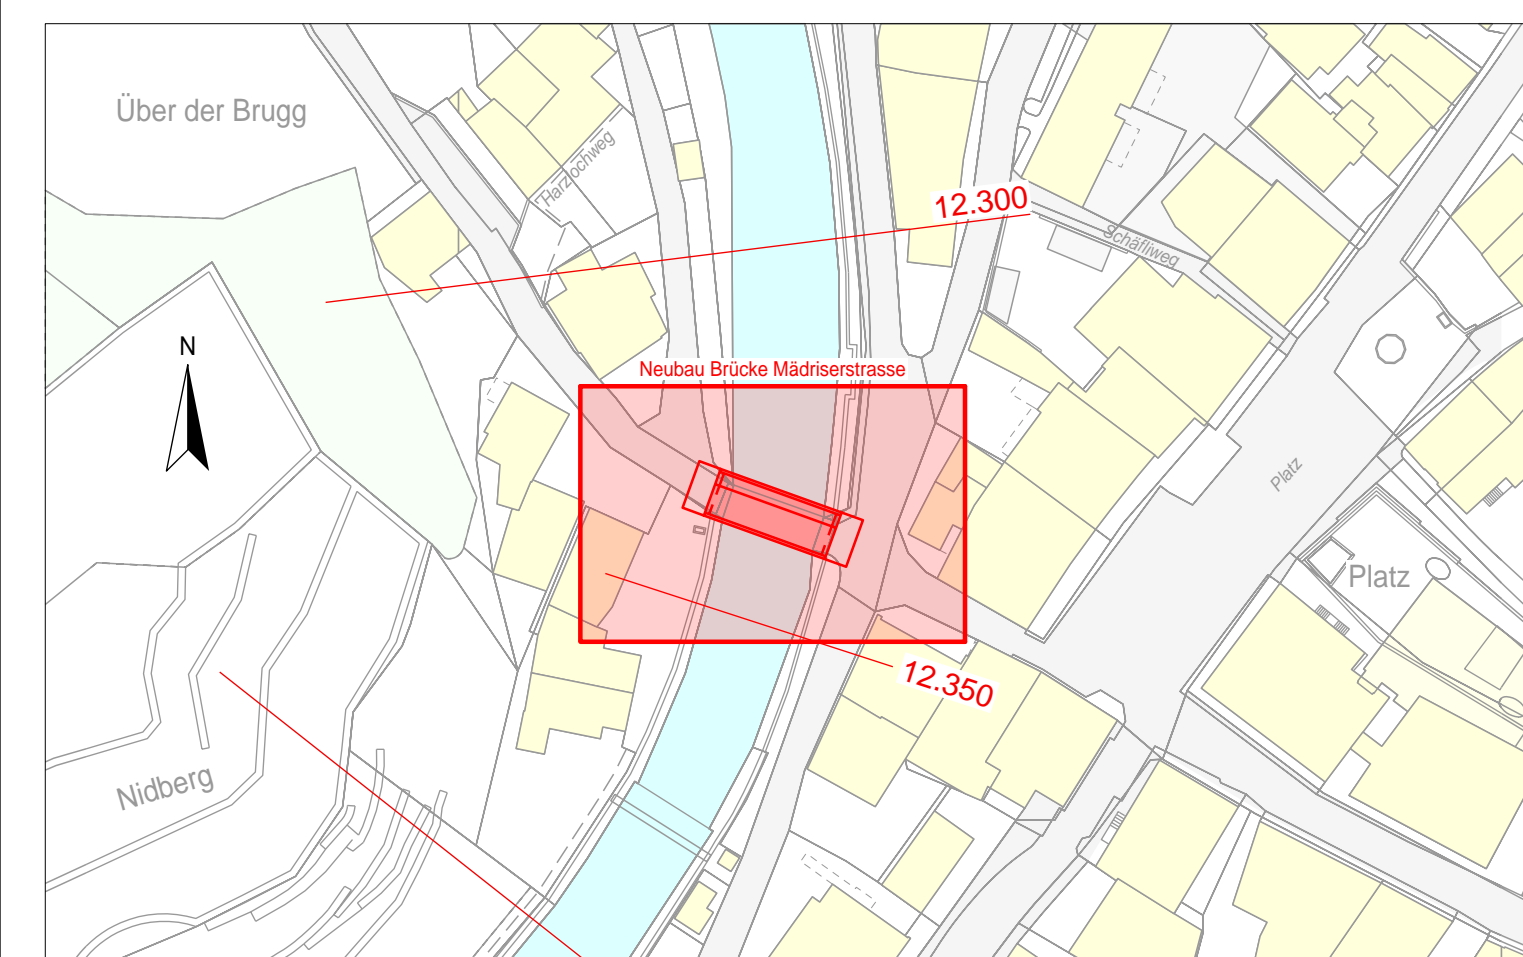 Über der Brugg
Harzlochweg
12.300
Schäfliweg
N
Neubau Brücke Mädriserstrasse
Platz
Platz
12.350
Nidberg